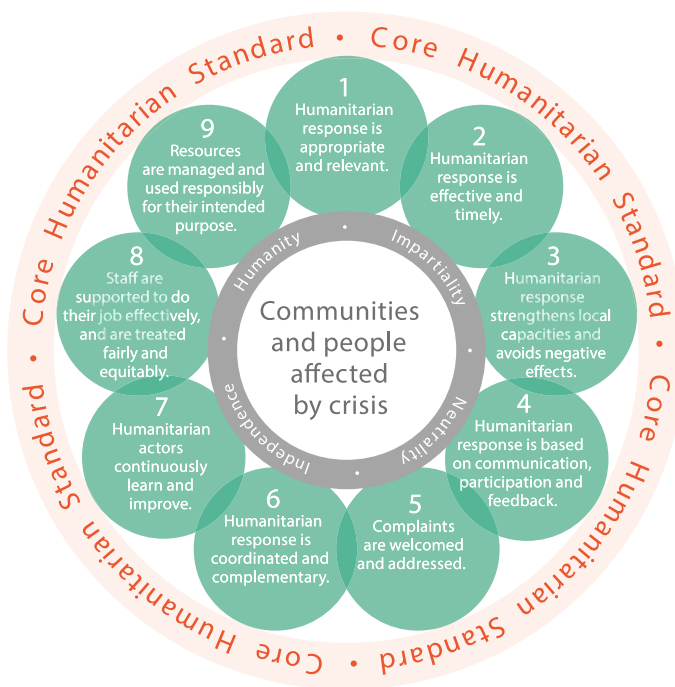 Core Humanitarian Standard • Core Humanitarian Standard • Core Humanitarian Standard • Core Humanitarian Standard •
1
Humanitarian
response is
appropriate
and relevant.
2
Humanitarian
response is
effective and
timely.
3
Humanitarian
response
strengthens local
capacities and
avoids negative
effects.
4
Humanitarian
response is based
on communication,
participation and
feedback.
5
Complaints
are welcomed
and addressed.
6
Humanitarian
response is
coordinated and
complementary.
7
Humanitarian
actors
continuously
learn and
improve.
8
Staff are
supported to do
their job effectively,
and are treated
fairly and
equitably.
9
Resources
are managed and
used responsibly
for their intended
purpose.
Humanity • Impartiality • Neutrality • Independence •
Communities
and people
affected
by crisis